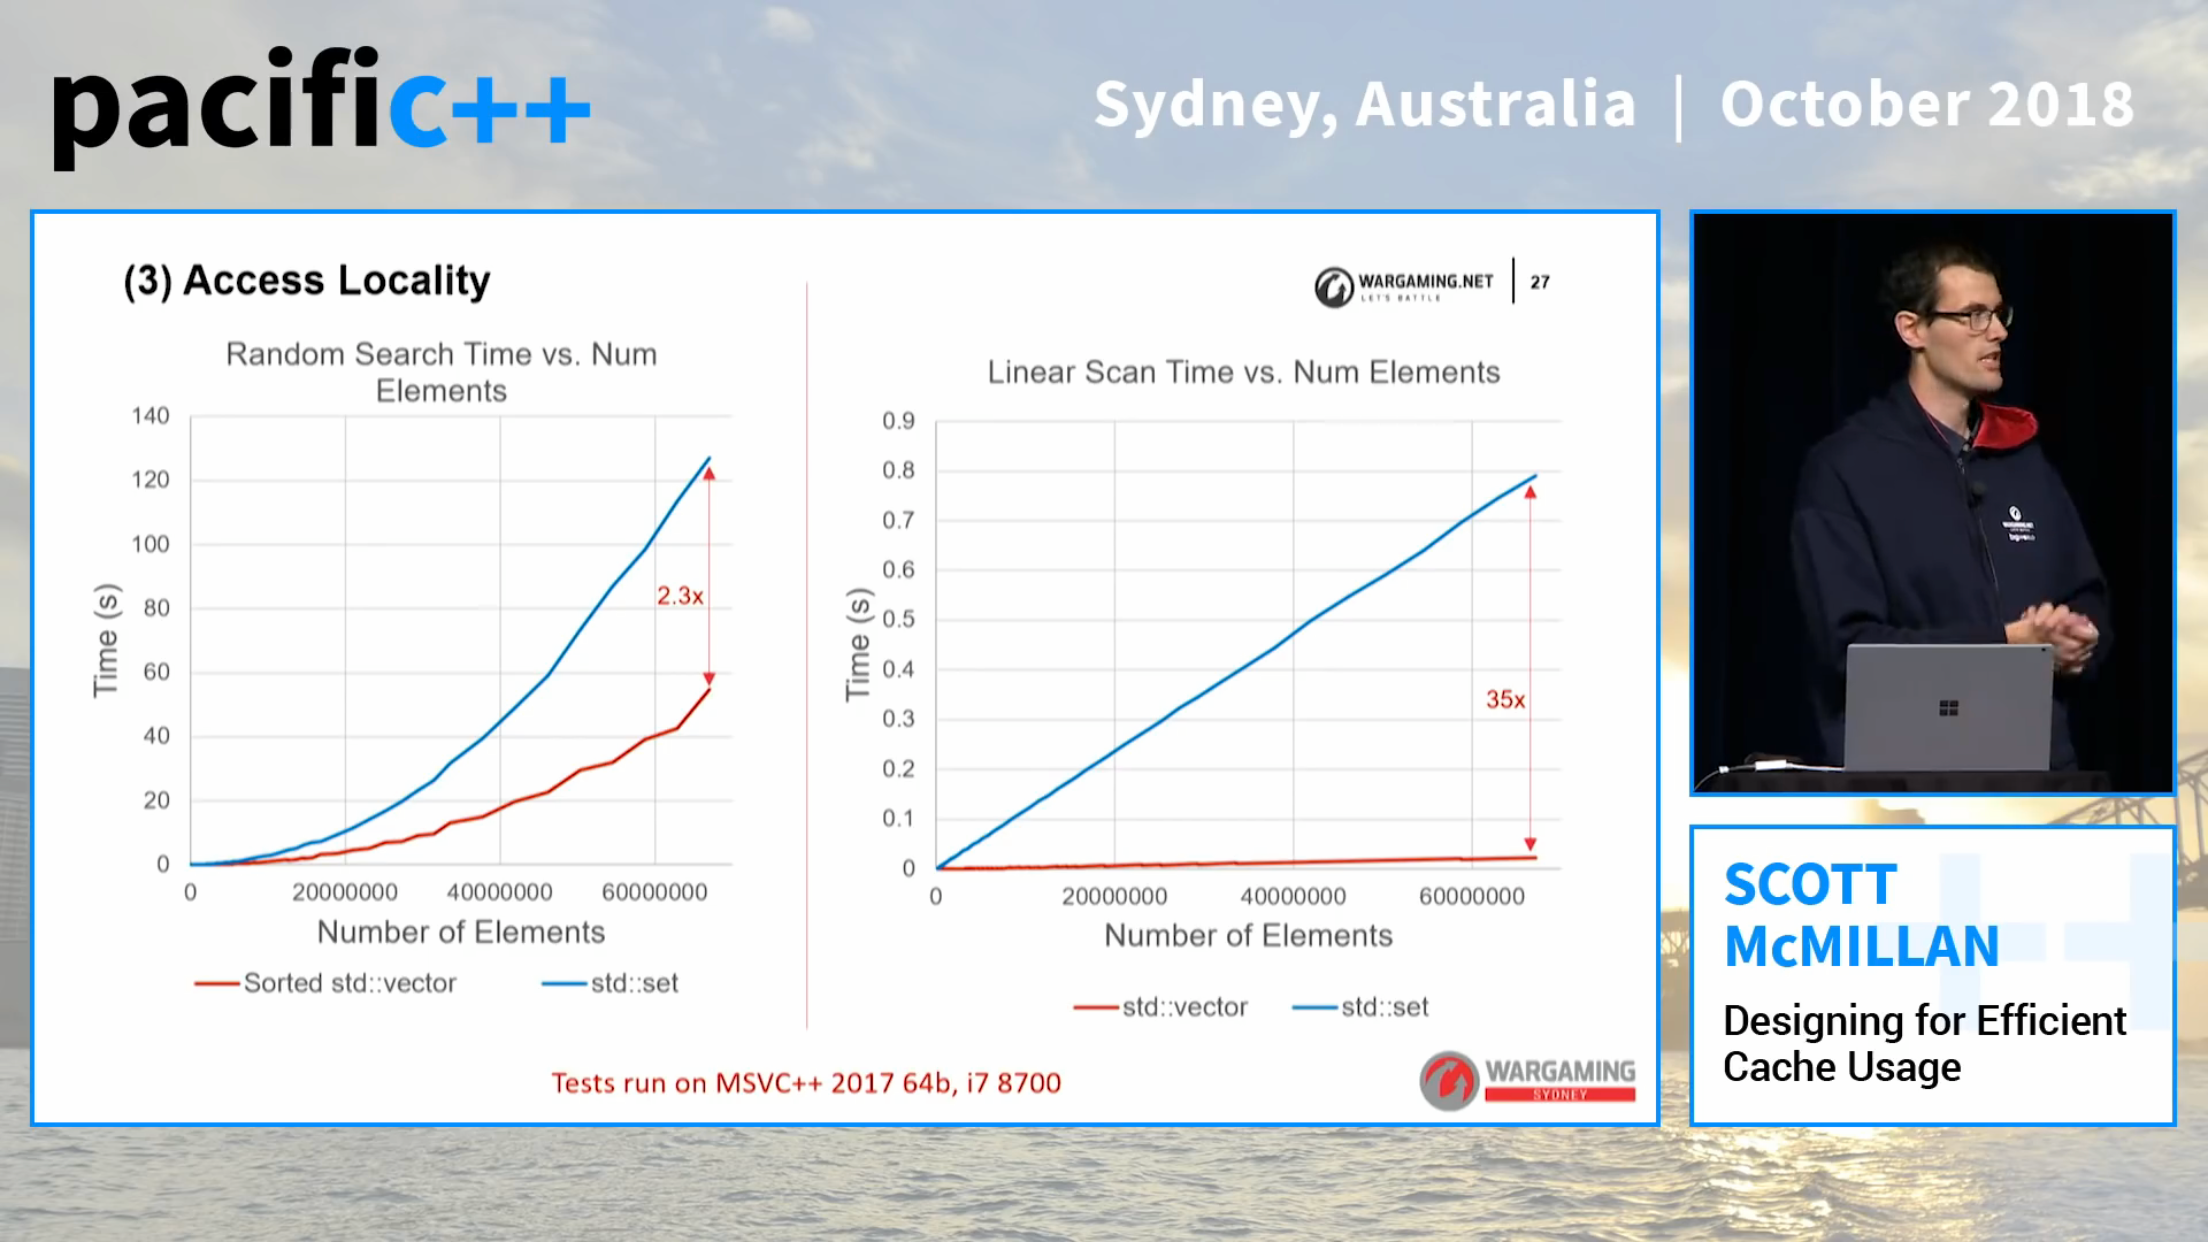 pacific++
Sydney, Australia | October 2018
(3) Access Locality
WARGAMING.NET
LET'S BATTLE
27
Random Search Time vs. Num
Elements
140
120
100
80
60
40
20
0
Time (s)
2.3x
0 20000000 40000000 60000000
Number of Elements
Sorted std::vector std::set
Linear Scan Time vs. Num Elements
0.9
0.8
0.7
0.6
0.5
0.4
0.3
0.2
0.1
0
Time (s)
35x
0 20000000 40000000 60000000
Number of Elements
std::vector std::set
Tests run on MSVC++ 2017 64b, i7 8700
WARGAMING
SYDNEY
SCOTT
McMILLAN
Designing for Efficient
Cache Usage